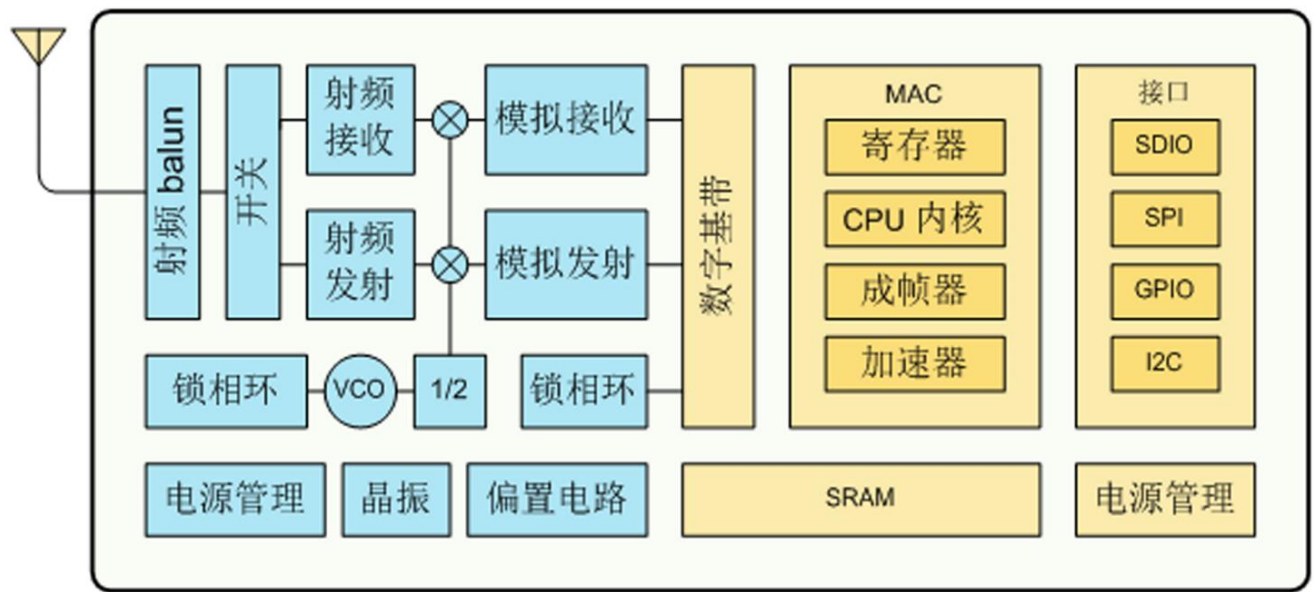 射频 balun
开关
射频
接收
射频
发射
模拟接收
模拟发射
锁相环
VCO
1/2
锁相环
数字基带
MAC
寄存器
CPU 内核
成帧器
加速器
接口
SDIO
SPI
GPIO
I2C
电源管理
晶振
偏置电路
SRAM
电源管理